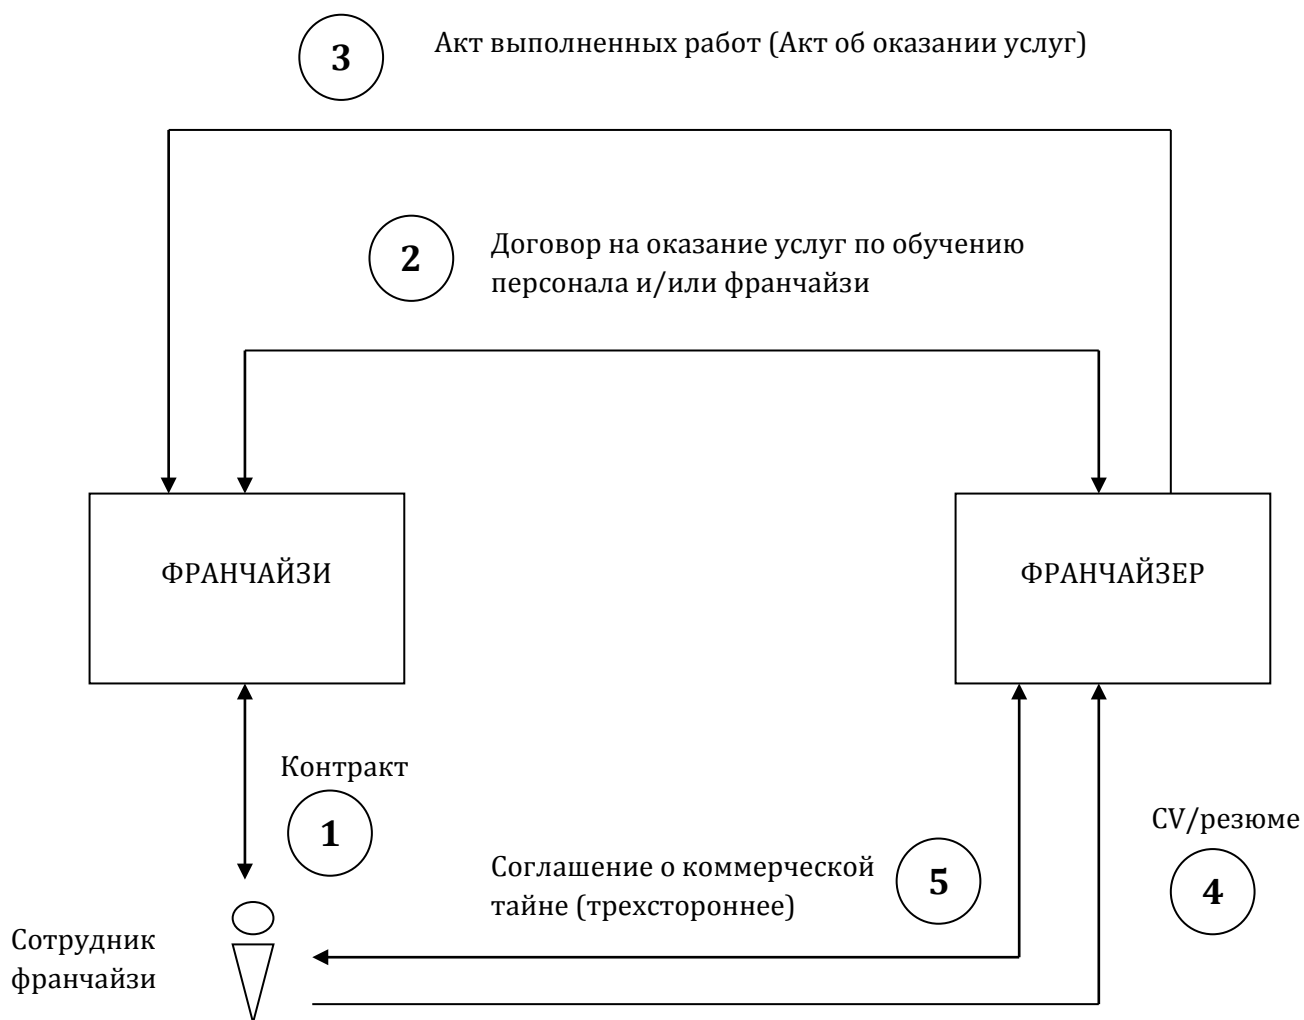 3
Акт выполненных работ (Акт об оказании услуг)
2
Договор на оказание услуг по обучению
персонала и/или франчайзи
ФРАНЧАЙЗИ
ФРАНЧАЙЗЕР
Контракт
1
Соглашение о коммерческой
тайне (трехстороннее)
5
CV/резюме
4
Сотрудник
франчайзи